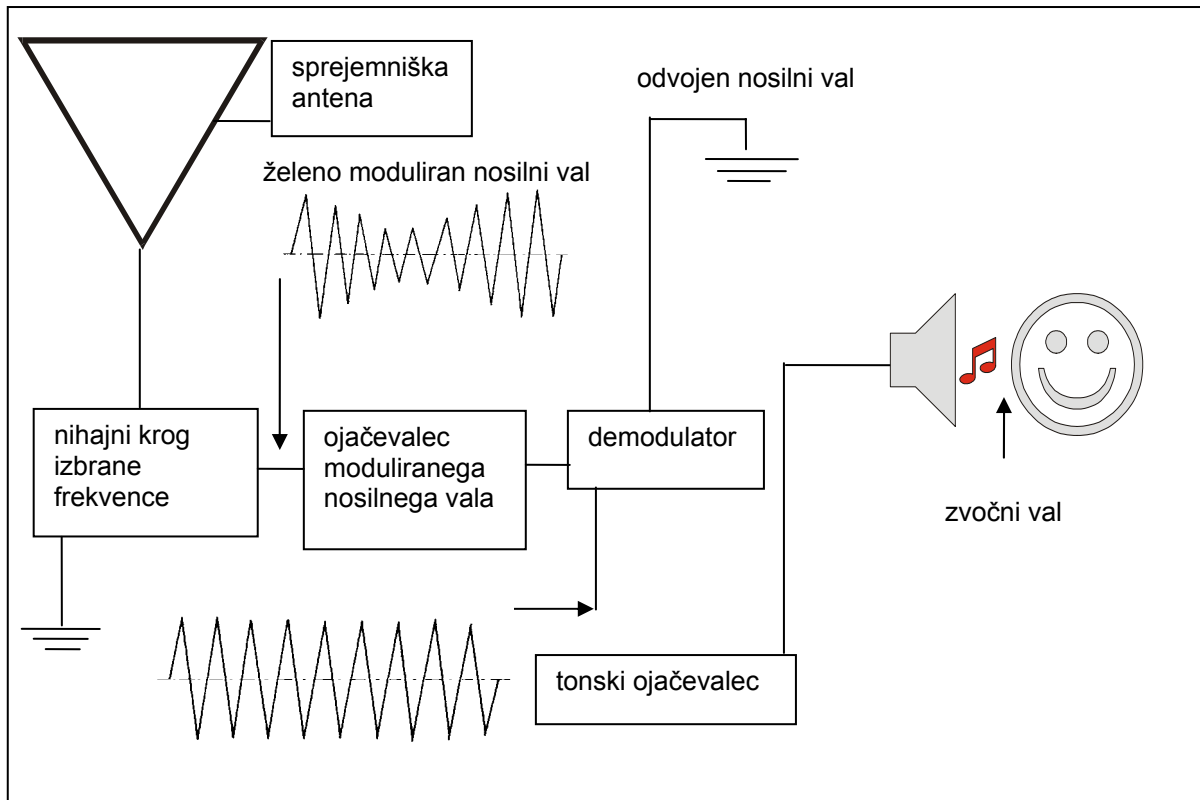 sprejemniška
antena
odvojen nosilni val
želeno moduliran nosilni val
nihajni krog
izbrane
frekvence
ojačevalec
moduliranega
nosilnega vala
demodulator
zvočni val
tonski ojačevalec